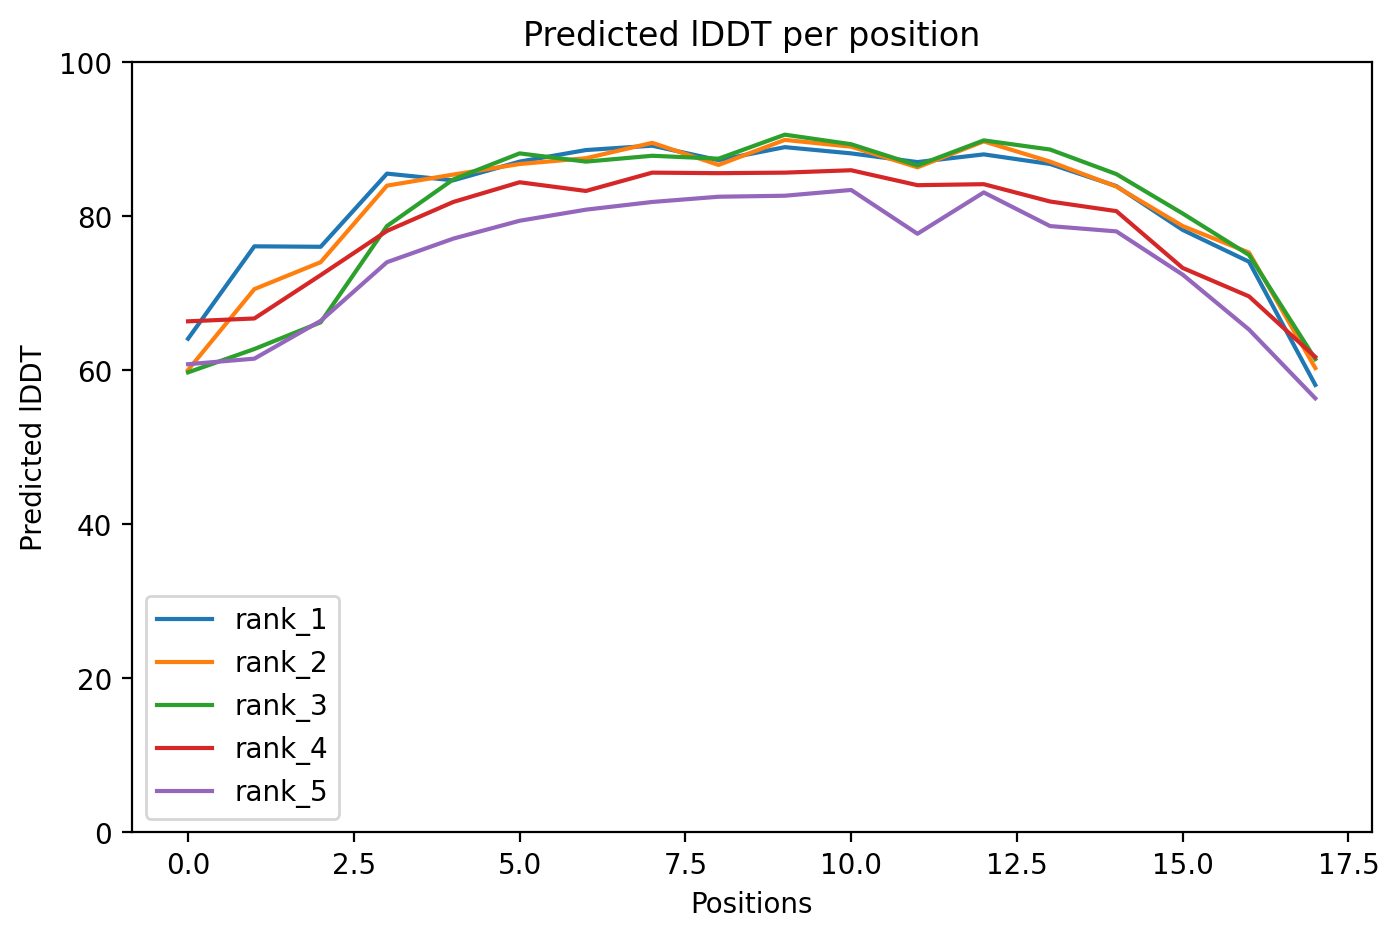 Predicted lDDT per position
100
80
60
40
20
0
Predicted lDDT
rank_1
rank_2
rank_3
rank_4
rank_5
0.0 2.5 5.0 7.5 10.0 12.5 15.0 17.5
Positions